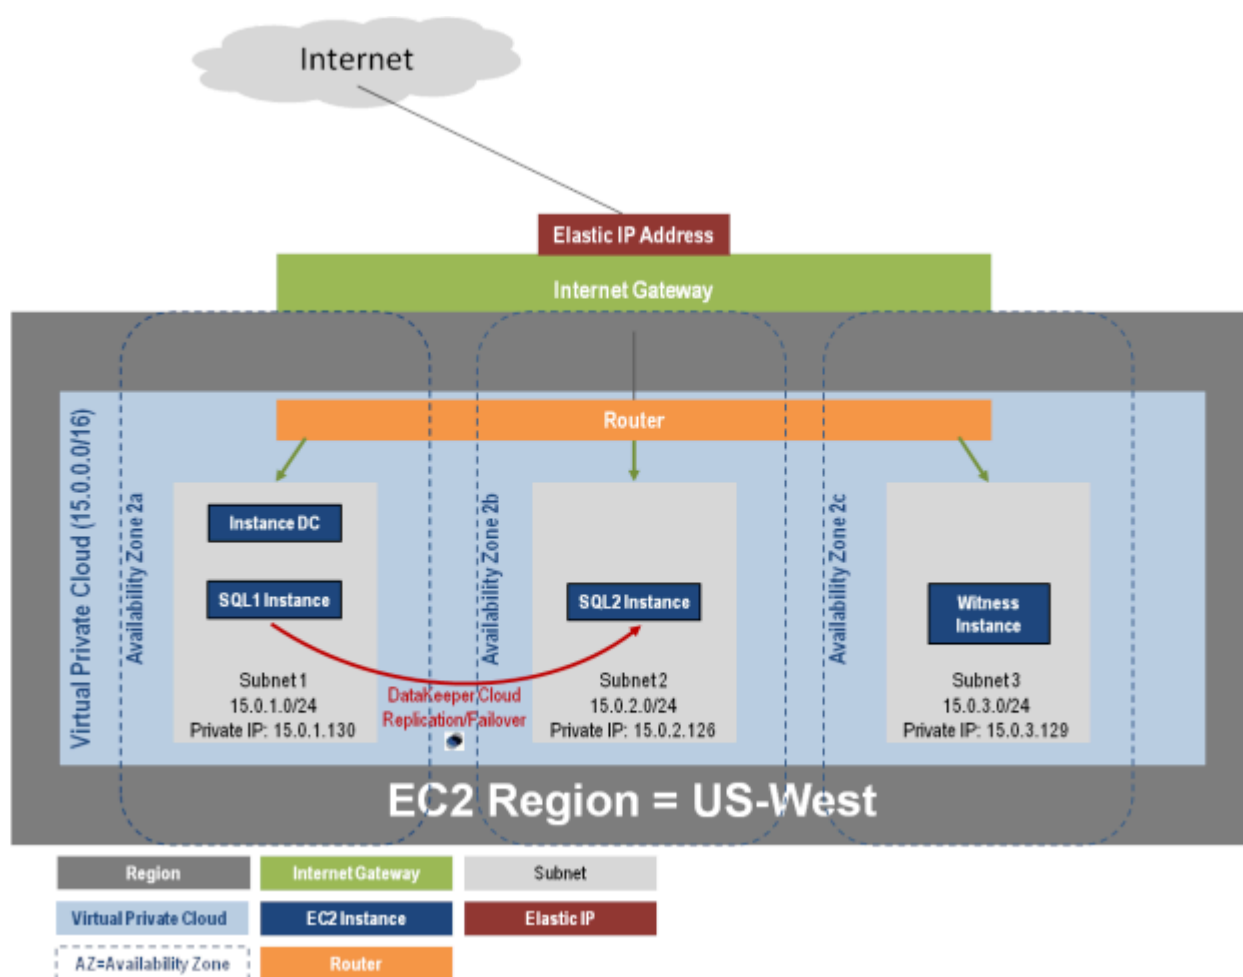 Internet
Elastic IP Address
Internet Gateway
Router
Virtual Private Cloud (15.0.0.0/16)
Availability Zone 2a
Instance DC
SQL1 Instance
Subnet 1
15.0.1.0/24
Private IP: 15.0.1.130
DataKeeper Cloud
Replication/Failover
Availability Zone 2b
SQL2 Instance
Subnet 2
15.0.2.0/24
Private IP: 15.0.2.126
Availability Zone 2c
Witness
Instance
Subnet 3
15.0.3.0/24
Private IP: 15.0.3.129
EC2 Region = US-West
Region
Internet Gateway
Subnet
Virtual Private Cloud
EC2 Instance
Elastic IP
AZ=Availability Zone
Router